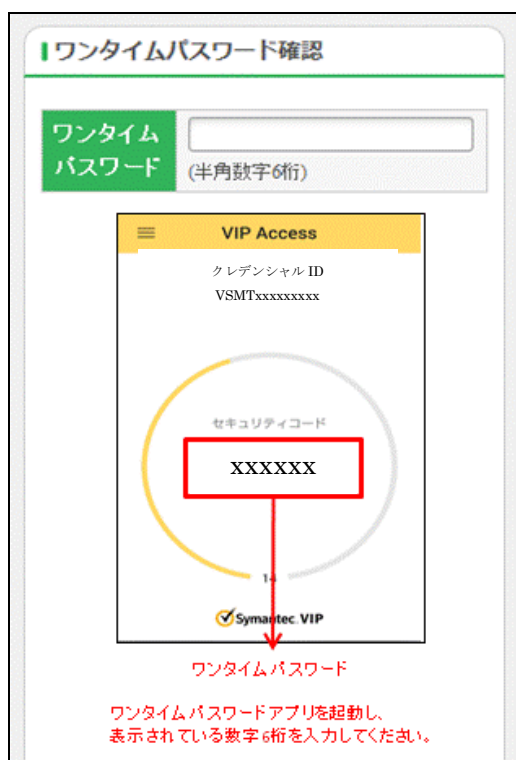 ワンタイムパスワード確認
ワンタイム
パスワード
(半角数字6桁)
VIP Access
クレデンシャル ID
VSMTxxxxxxxxx
セキュリティコード
xxxxxx
14
Symantec VIP
ワンタイムパスワード
ワンタイムパスワードアプリを起動し、
表示されている数字6桁を入力してください。